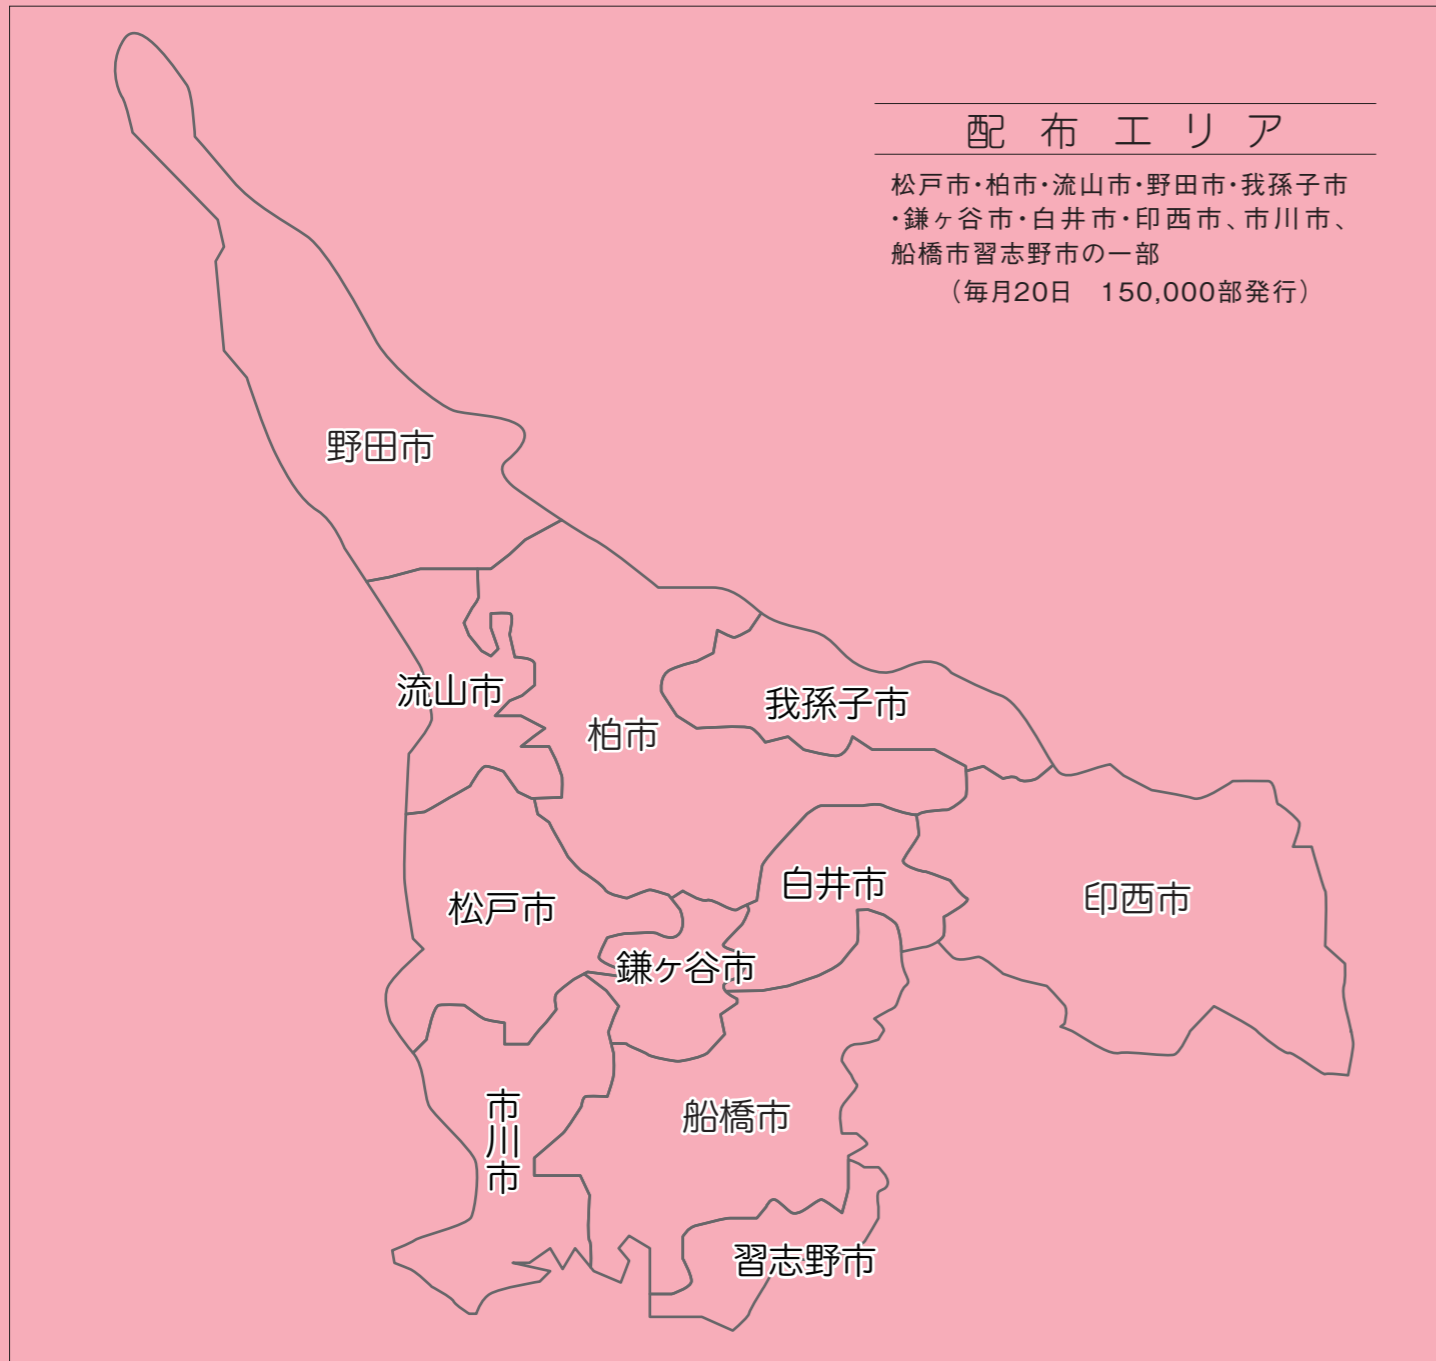 配布エリア
松戸市・柏市・流山市・野田市・我孫子市
・鎌ヶ谷市・白井市・印西市、市川市、
船橋市習志野市の一部
（毎月20日　150,000部発行）
野田市
流山市
柏市
我孫子市
白井市
印西市
松戸市
鎌ヶ谷市
市川市
船橋市
習志野市